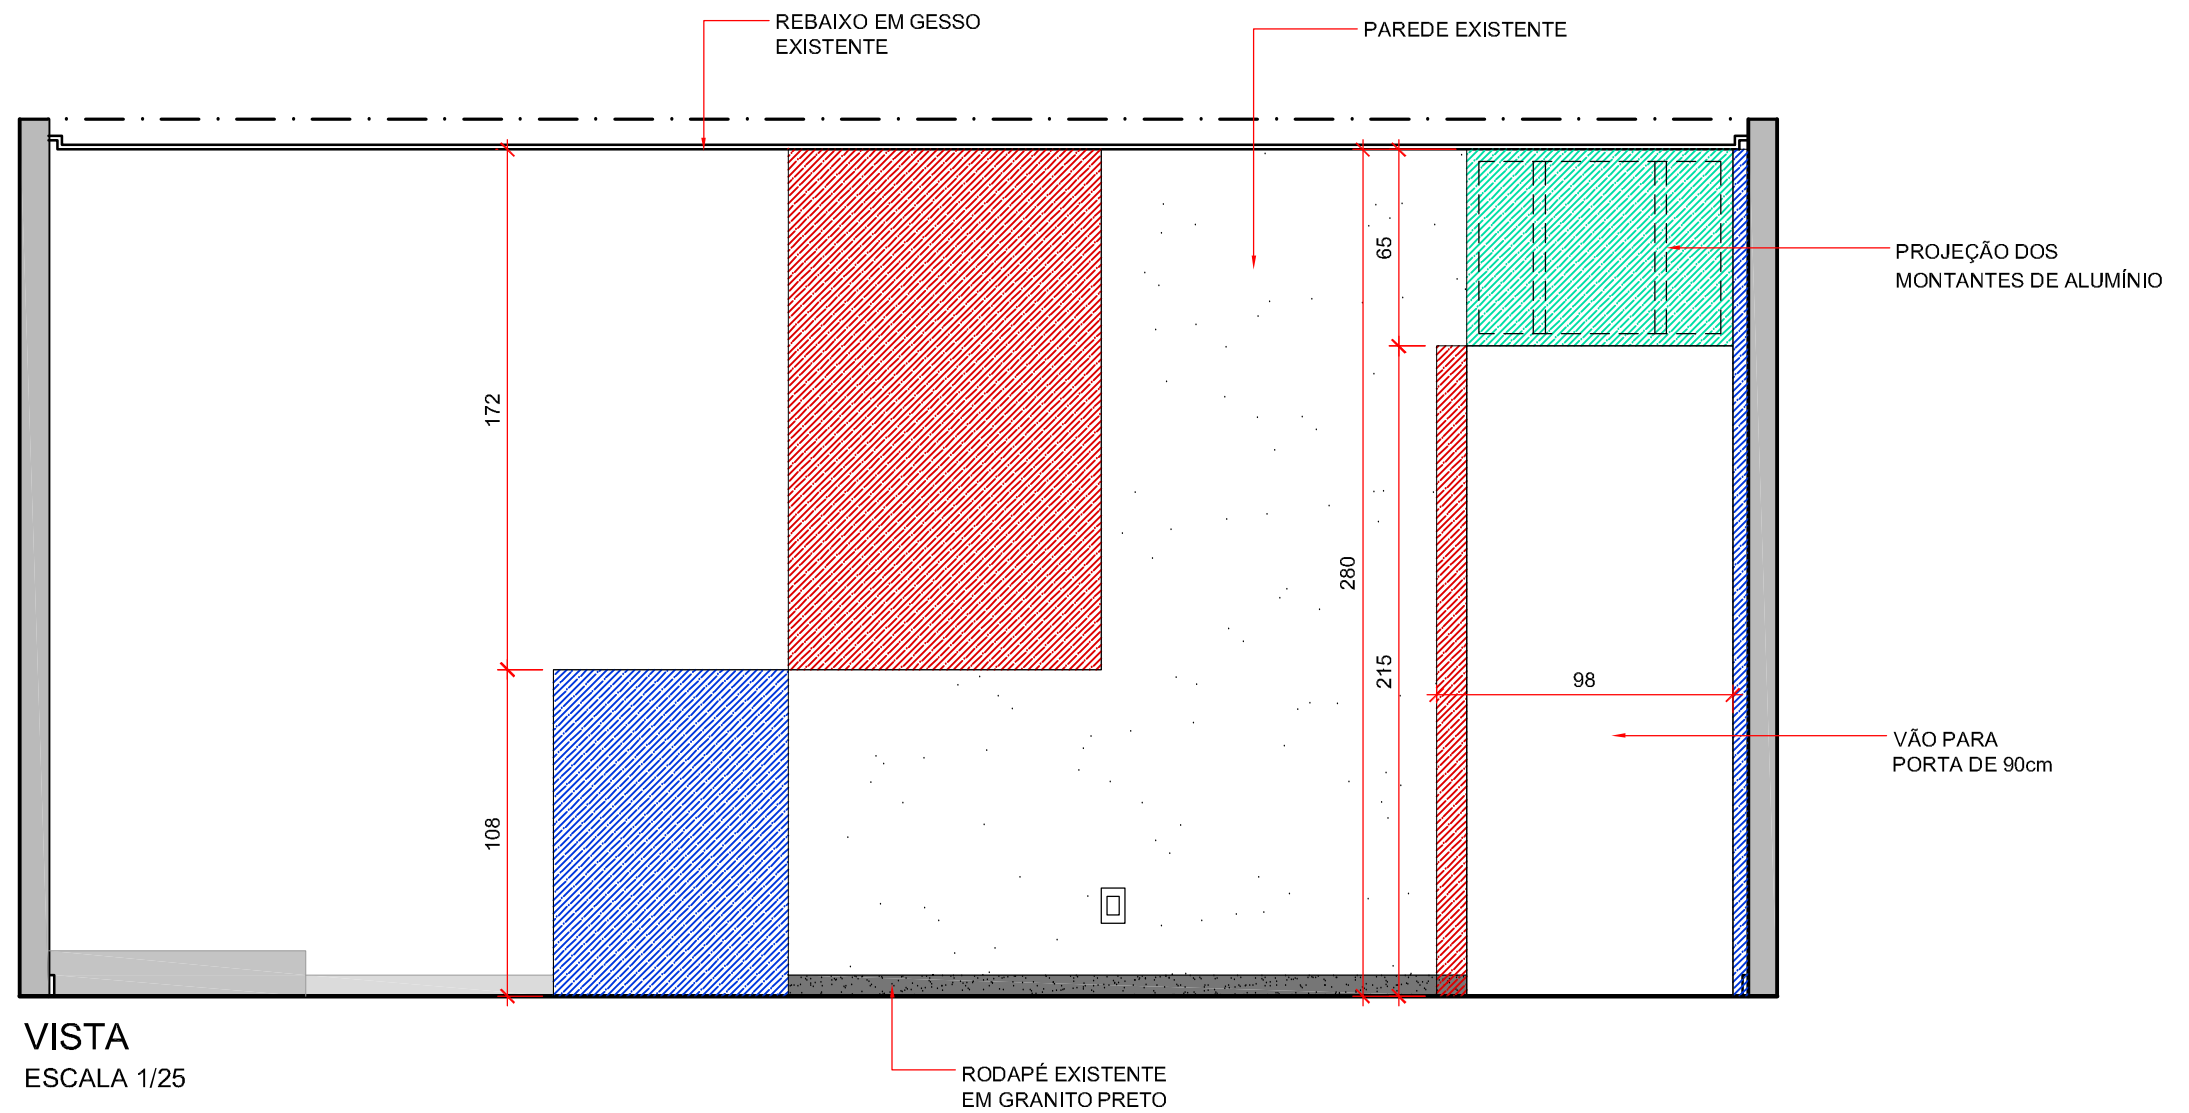 REBAIXO EM GESSO
EXISTENTE
PAREDE EXISTENTE
65
PROJEÇÃO DOS
MONTANTES DE ALUMÍNIO
172
280
215
98
VÃO PARA
PORTA DE 90cm
108
VISTA
ESCALA 1/25
RODAPÉ EXISTENTE
EM GRANITO PRETO